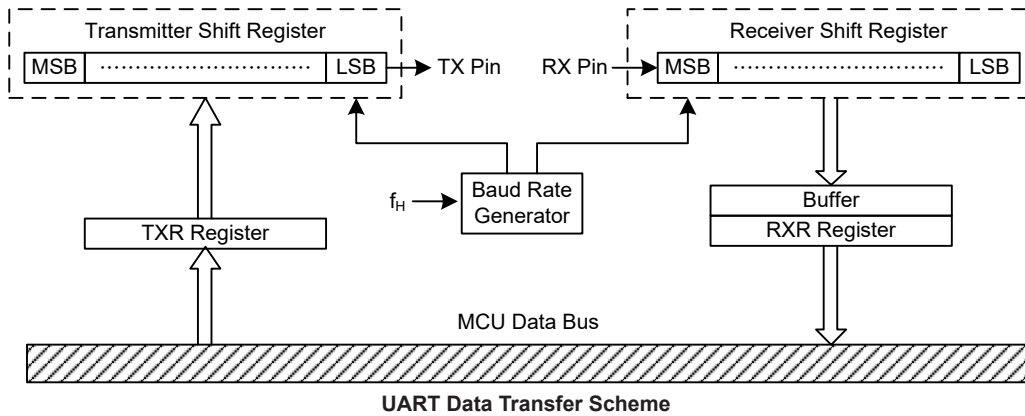 Transmitter Shift Register
MSB ........................................ LSB
TX Pin
RX Pin
Receiver Shift Register
MSB ........................................ LSB
fH
Baud Rate
Generator
TXR Register
Buffer
RXR Register
MCU Data Bus
UART Data Transfer Scheme